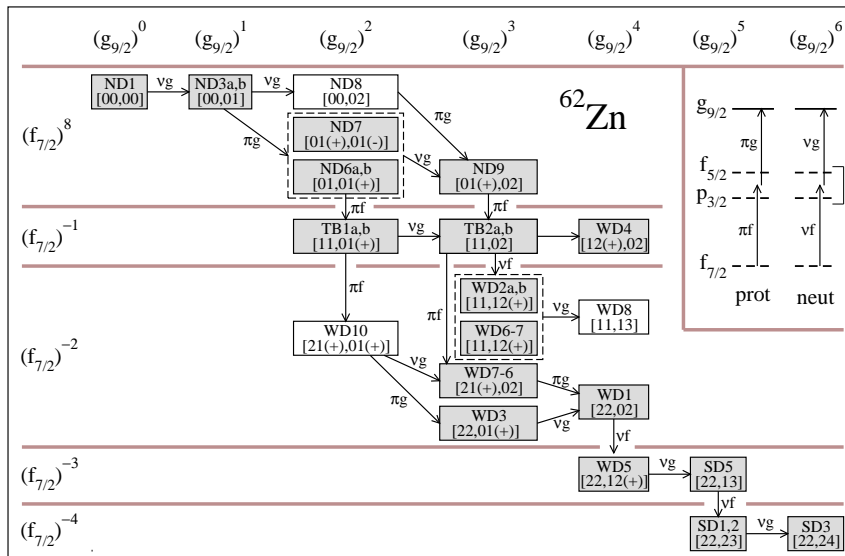 (g9/2)^0 (g9/2)^1 (g9/2)^2 (g9/2)^3 (g9/2)^4 (g9/2)^5 (g9/2)^6
(f7/2)^8
ND1
[00,00]
νg
ND3a,b
[00,01]
νg
ND8
[00,02]
πg
πg
ND7
[01(+),01(-)]
ND6a,b
[01,01(+)]
νg
ND9
[01(+),02]
62Zn
πf
πf
(f7/2)^-1
TB1a,b
[11,01(+)]
νg
TB2a,b
[11,02]
WD4
[12(+),02]
πf
νf
πf
(f7/2)^-2
WD2a,b
[11,12(+)]
WD6-7
[11,12(+)]
νg
WD8
[11,13]
WD10
[21(+),01(+)]
νg
πg
WD7-6
[21(+),02]
πg
WD3
[22,01(+)]
νg
WD1
[22,02]
νf
(f7/2)^-3
WD5
[22,12(+)]
νg
SD5
[22,13]
νf
(f7/2)^-4
SD1,2
[22,23]
νg
SD3
[22,24]
g9/2
πg νg
f5/2
p3/2
πf νf
f7/2
prot neut